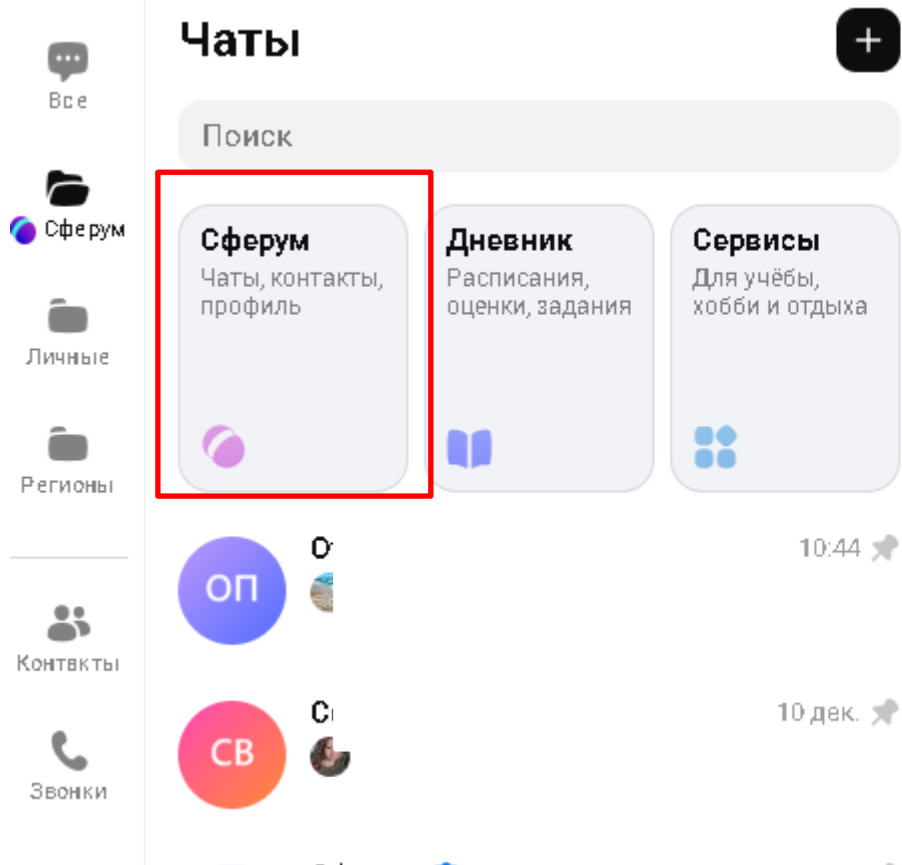 Чаты
Поиск
Все
Сферум
Личные
Регионы
Контакты
Звонки
Сферум
Чаты, контакты,
профиль
Дневник
Расписания,
оценки, задания
Сервисы
Для учёбы,
хобби и отдыха
ОП
10:44
СВ
10 дек.